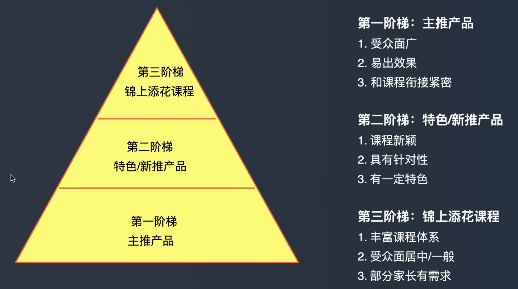 第三阶梯
锦上添花课程
第二阶梯
特色/新推产品
第一阶梯
主推产品
第一阶梯：主推产品
1. 受众面广
2. 易出效果
3. 和课程衔接紧密
第二阶梯：特色/新推产品
1. 课程新颖
2. 具有针对性
3. 有一定特色
第三阶梯：锦上添花课程
1. 丰富课程体系
2. 受众面居中/一般
3. 部分家长有需求